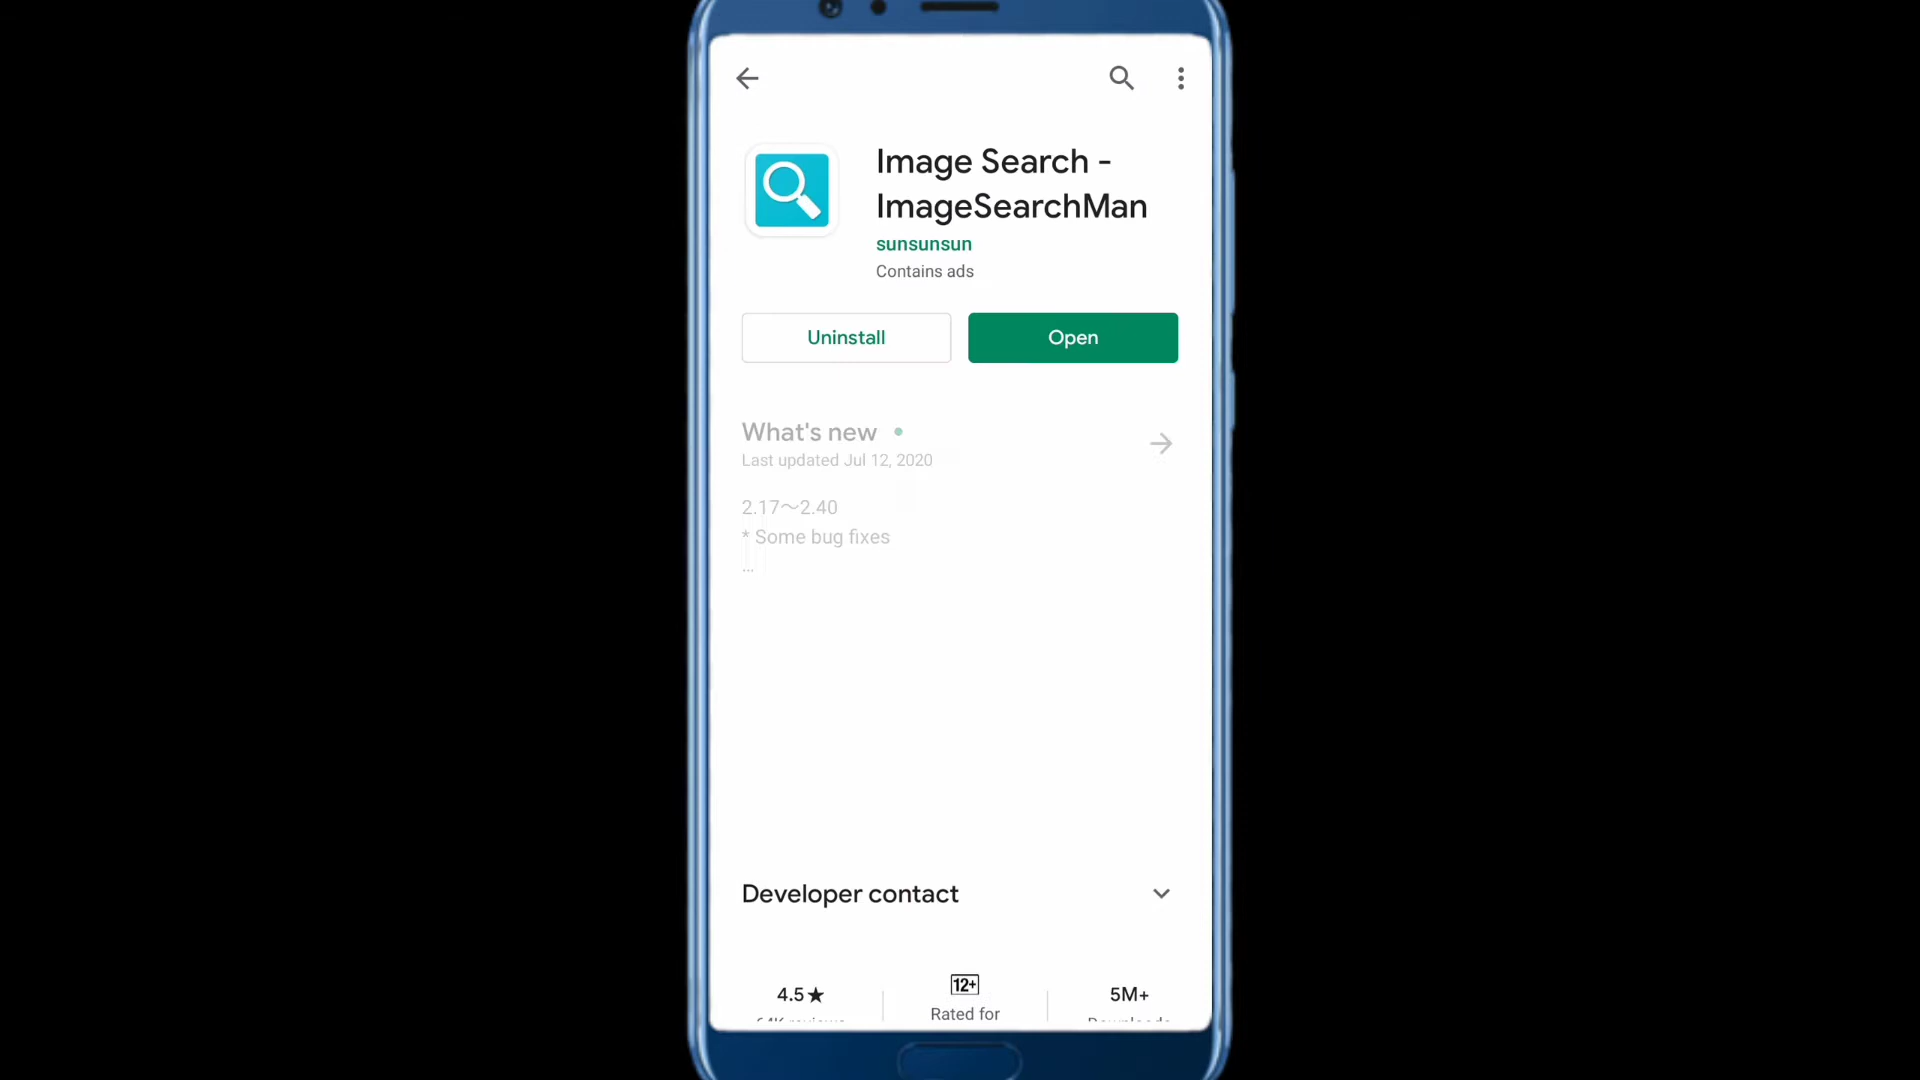 Image Search -
ImageSearchMan
sunsunsun
Contains ads
Uninstall
Open
What's new
Last updated Jul 12, 2020
2.17～2.40
* Some bug fixes
...
Developer contact
4.5★
12+
5M+
Rated for